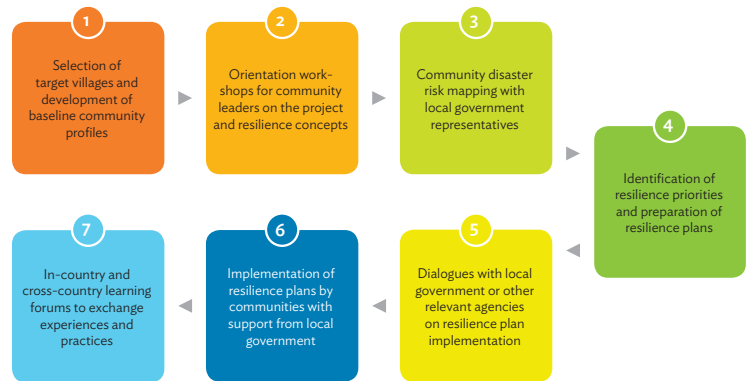 1
Selection of
target villages and
development of
baseline community
profiles
2
Orientation work-
shops for community
leaders on the project
and resilience concepts
3
Community disaster
risk mapping with
local government
representatives
4
Identification of
resilience priorities
and preparation of
resilience plans
5
Dialogues with local
government or other
relevant agencies
on resilience plan
implementation
6
Implementation of
resilience plans by
communities with
support from local
government
7
In-country and
cross-country learning
forums to exchange
experiences and
practices